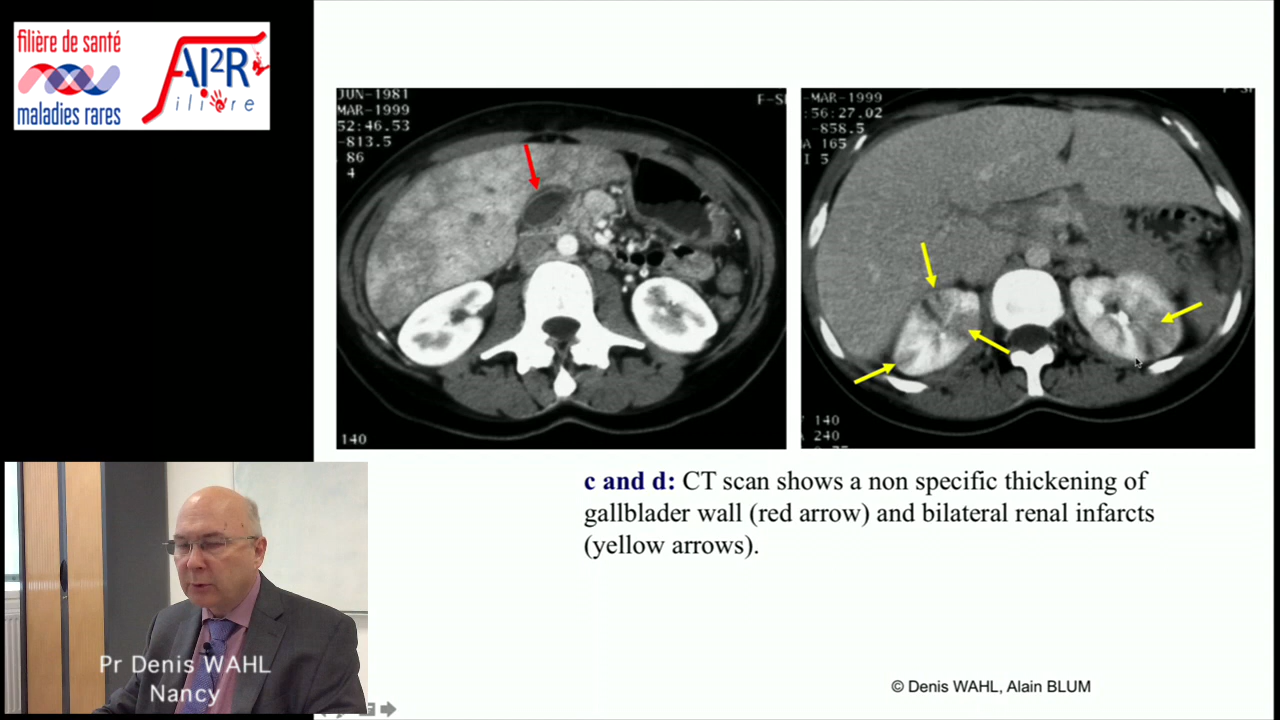 filière de santé
maladies rares
FAI²R
filière
JUN-1981
MAR-1999
52:46.53
-813.5
86
4
F-S
140
-MAR-1999
:56:27.02
-858.5
A 165
I 5
140
240
c and d: CT scan shows a non specific thickening of
gallblader wall (red arrow) and bilateral renal infarcts
(yellow arrows).
Pr Denis WAHL
Nancy
© Denis WAHL, Alain BLUM